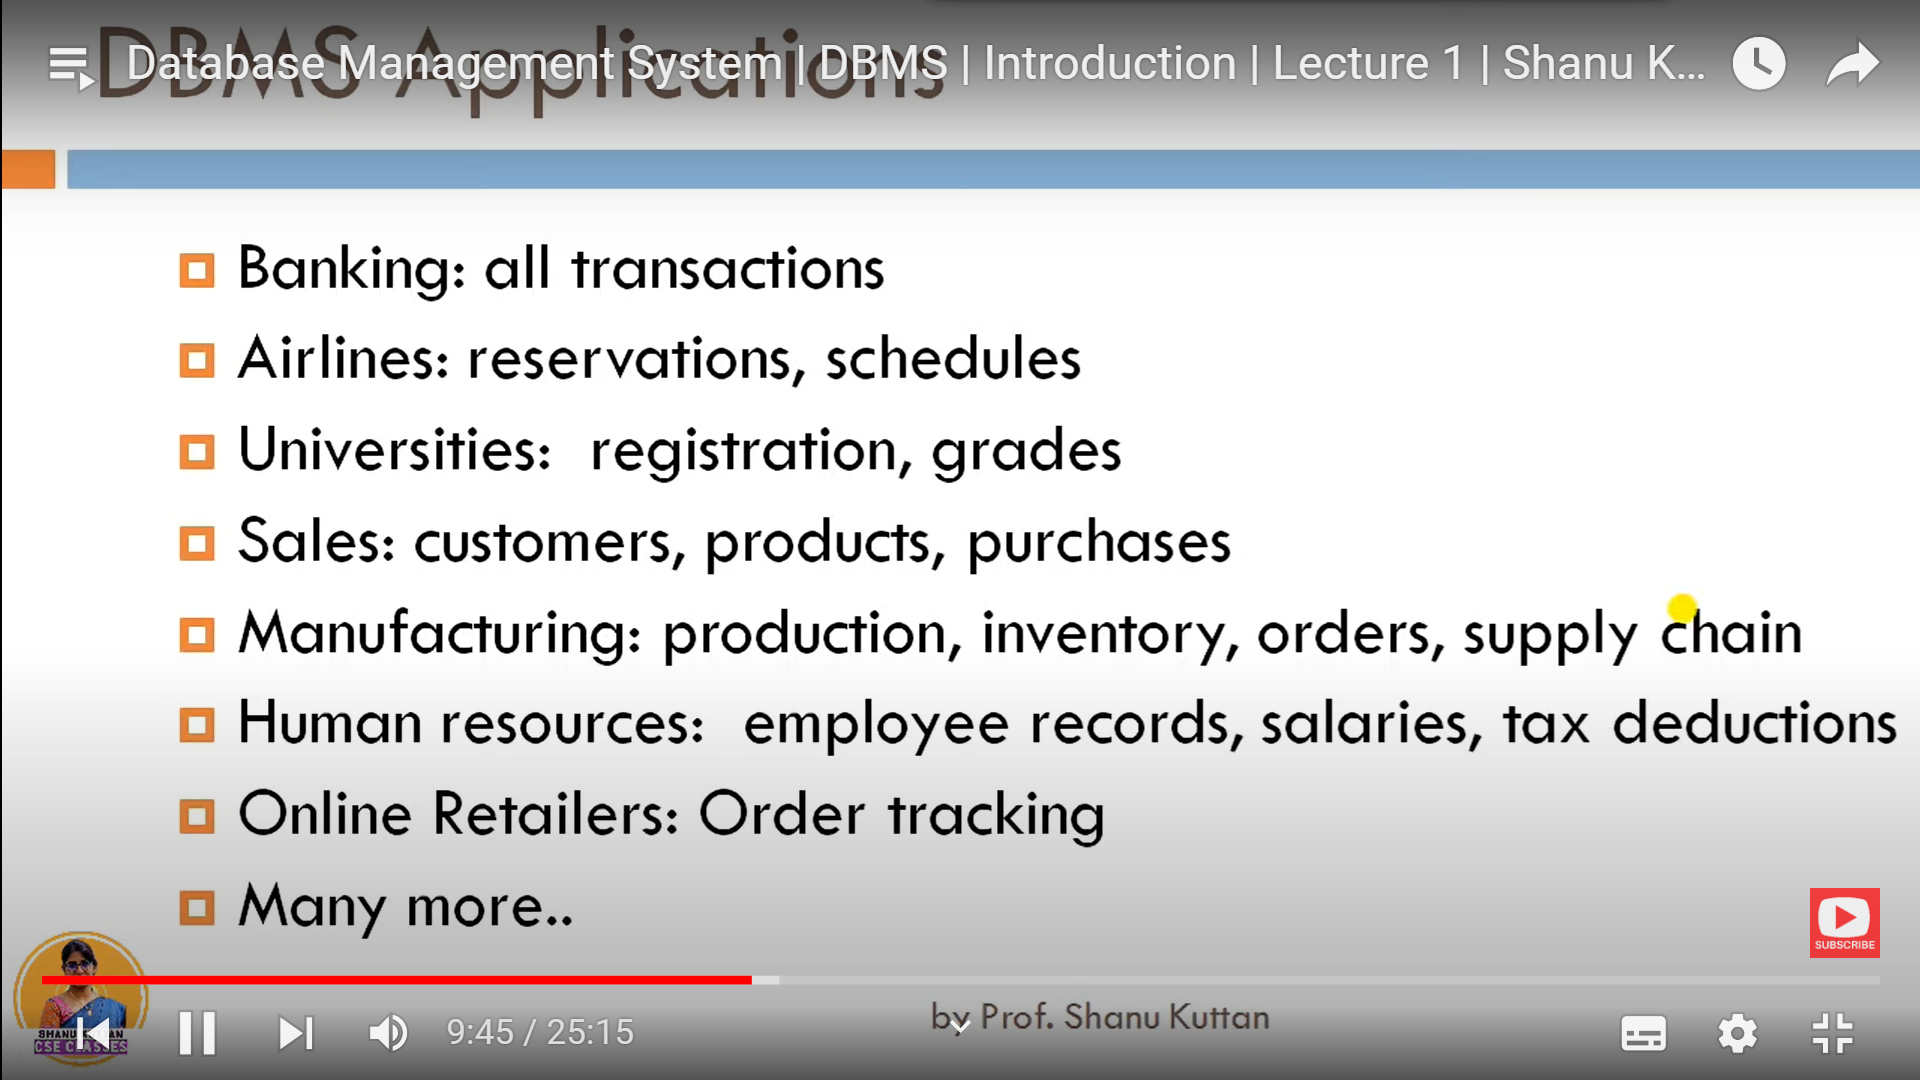 DBMS Applications
Database Management System | DBMS | Introduction | Lecture 1 | Shanu K...
Banking: all transactions
Airlines: reservations, schedules
Universities: registration, grades
Sales: customers, products, purchases
Manufacturing: production, inventory, orders, supply chain
Human resources: employee records, salaries, tax deductions
Online Retailers: Order tracking
Many more..
SUBSCRIBE
by Prof. Shanu Kuttan
SHANU KUTTAN
CSE CLASSES
9:45 / 25:15